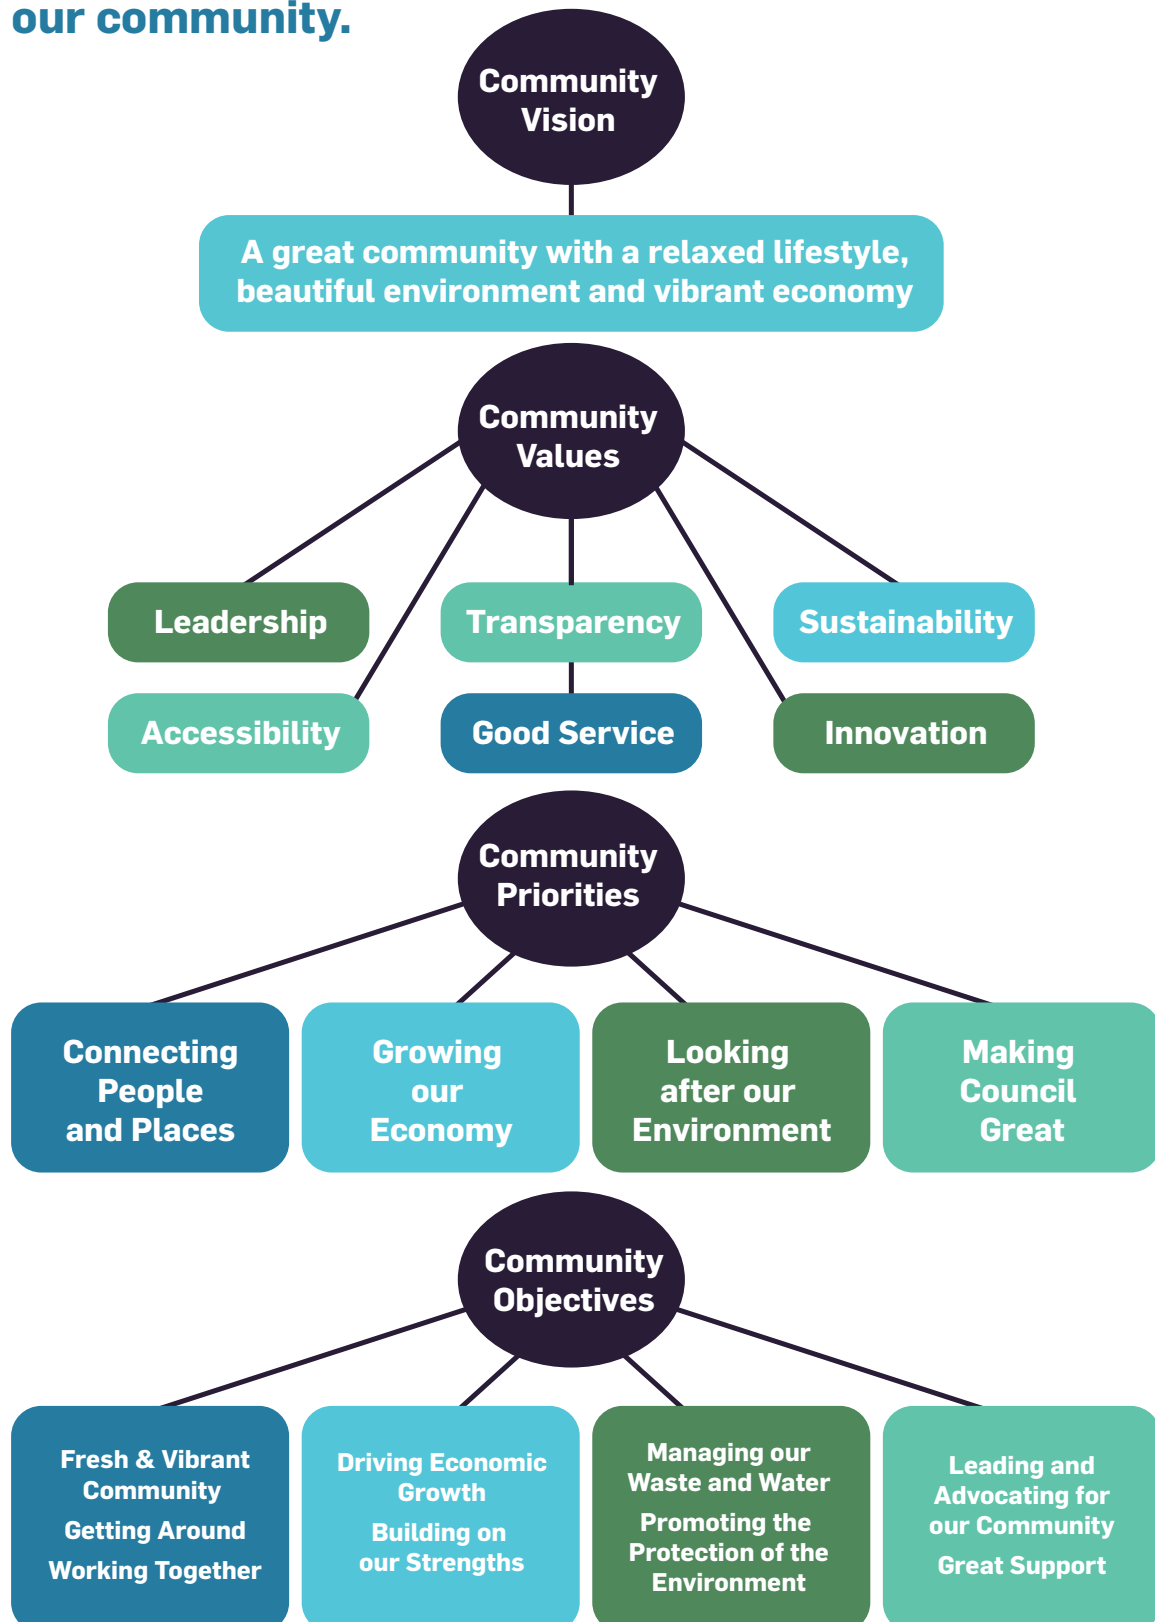 our community.
Community
Vision
A great community with a relaxed lifestyle,
beautiful environment and vibrant economy
Community
Values
Leadership
Transparency
Sustainability
Accessibility
Good Service
Innovation
Community
Priorities
Connecting
People
and Places
Growing
our
Economy
Looking
after our
Environment
Making
Council
Great
Community
Objectives
Fresh & Vibrant
Community
Getting Around
Working Together
Driving Economic
Growth
Building on
our Strengths
Managing our
Waste and Water
Promoting the
Protection of the
Environment
Leading and
Advocating for
our Community
Great Support